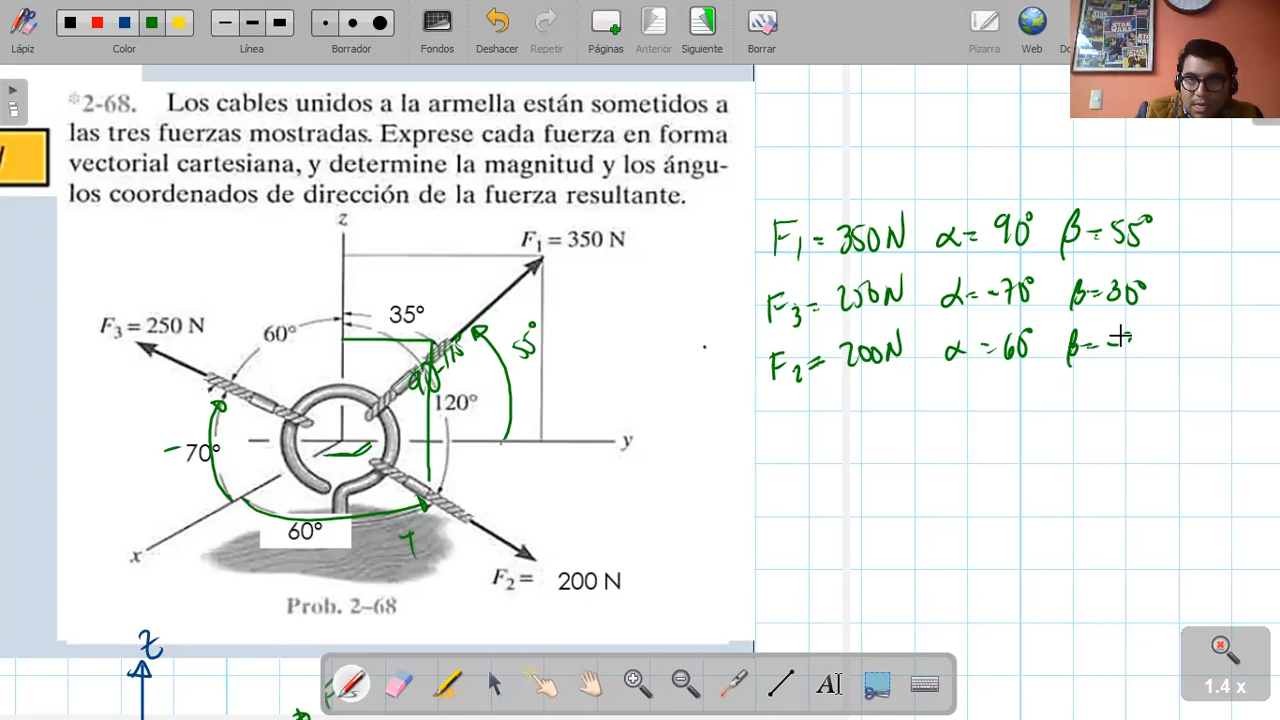 Lápiz
Color
Línea
Borrador
Fondos
Deshacer
Repetir
Páginas
Anterior
Siguiente
Borrar
Pizarra
Web
STAR WARS
*2-68. Los cables unidos a la armella están sometidos a
las tres fuerzas mostradas. Exprese cada fuerza en forma
vectorial cartesiana, y determine la magnitud y los ángu-
los coordenados de dirección de la fuerza resultante.
z
F₁ = 350 N
35°
F₃ = 250 N
60°
55°
120°
y
- 70°
60°
x
F₂ = 200 N
Prob. 2-68
F₁ = 350N α = 90° β = 55°
F₃ = 250N α = -70° β = 30°
F₂ = 200N α = 60° β = -
z
1.4 x